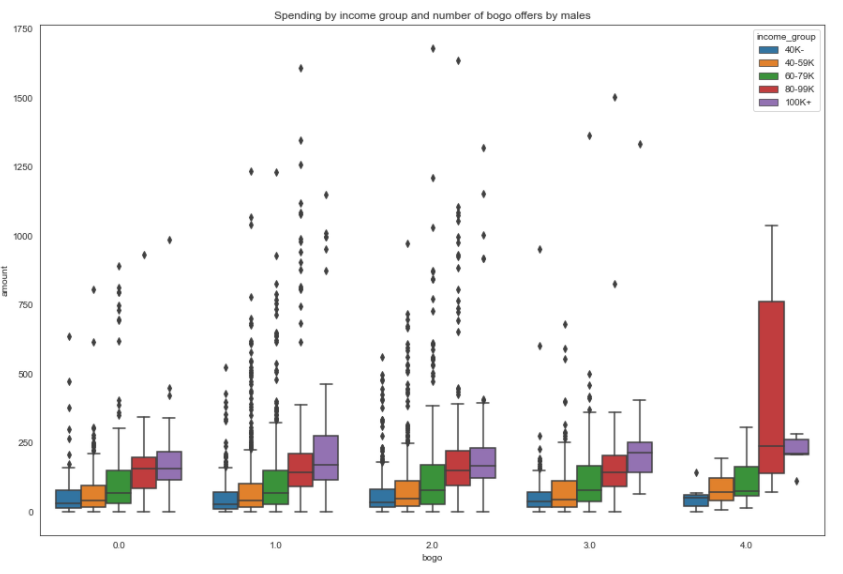 Spending by income group and number of bogo offers by males
1750
1500
1250
1000
750
500
250
0
amount
income_group
40K-
40-59K
60-79K
80-99K
100K+
0.0 1.0 2.0 3.0 4.0
bogo